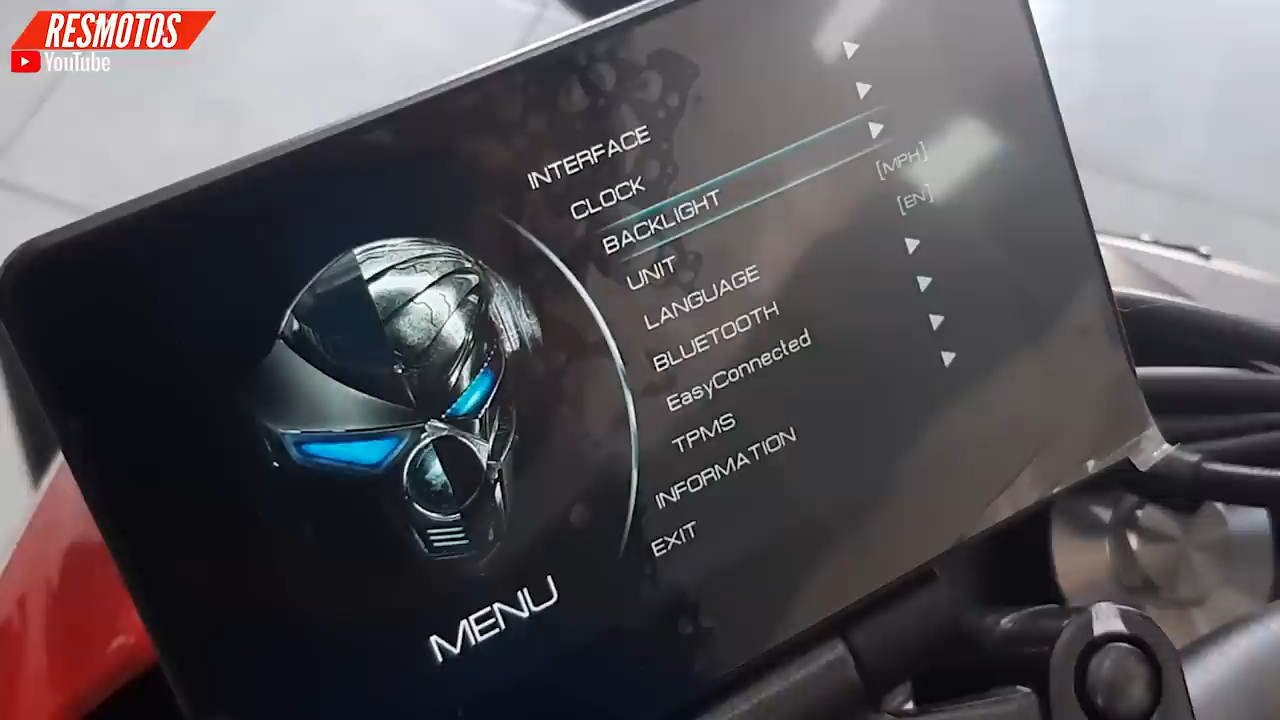 RESMOTOS
YouTube
INTERFACE
CLOCK
BACKLIGHT
UNIT [MPH]
LANGUAGE [EN]
BLUETOOTH
EasyConnected
TPMS
INFORMATION
EXIT
MENU